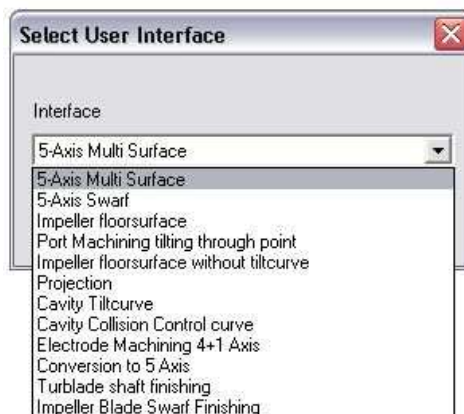 Select User Interface
Interface
5-Axis Multi Surface
5-Axis Multi Surface
5-Axis Swarf
Impeller floorsurface
Port Machining tilting through point
Impeller floorsurface without tiltcurve
Projection
Cavity Tiltcurve
Cavity Collision Control curve
Electrode Machining 4+1 Axis
Conversion to 5 Axis
Turblade shaft finishing
Impeller Blade Swarf Finishing